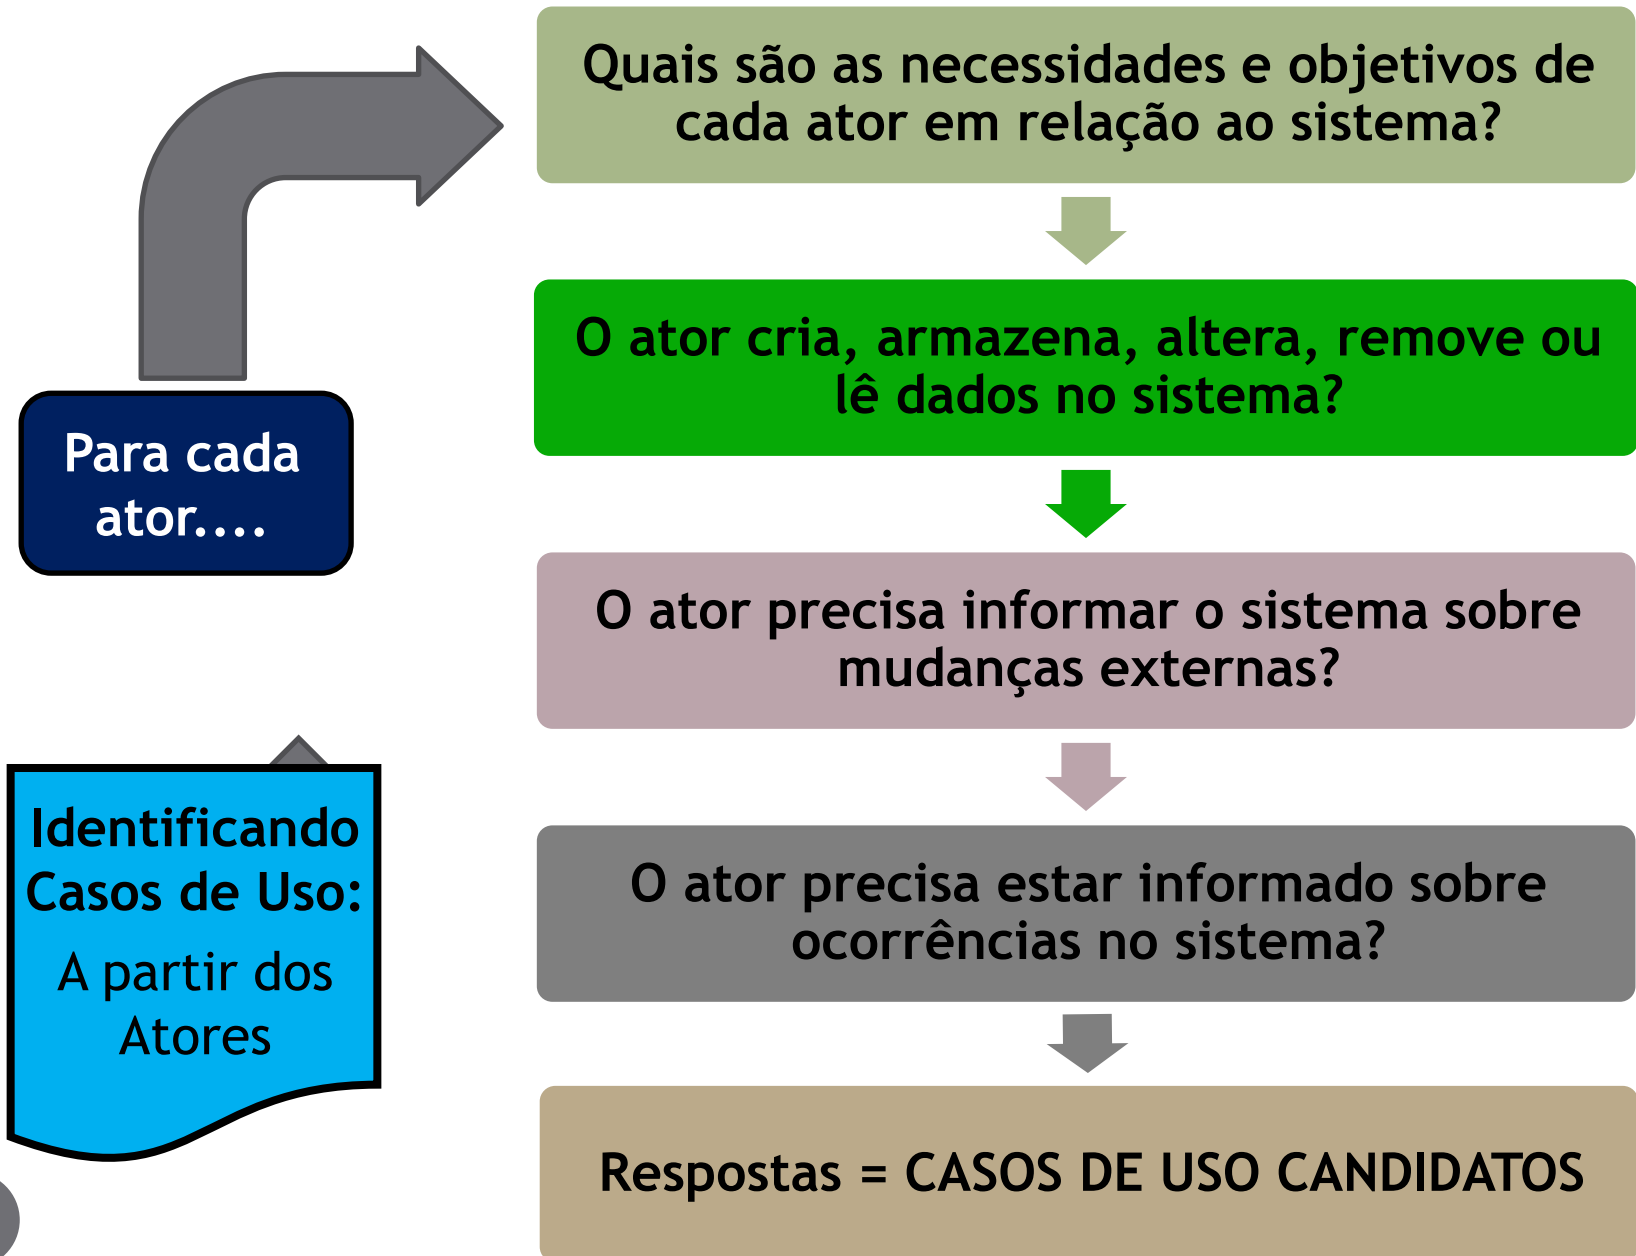 Quais são as necessidades e objetivos de
cada ator em relação ao sistema?
O ator cria, armazena, altera, remove ou
lê dados no sistema?
Para cada
ator....
O ator precisa informar o sistema sobre
mudanças externas?
Identificando
Casos de Uso:
A partir dos
Atores
O ator precisa estar informado sobre
ocorrências no sistema?
Respostas = CASOS DE USO CANDIDATOS